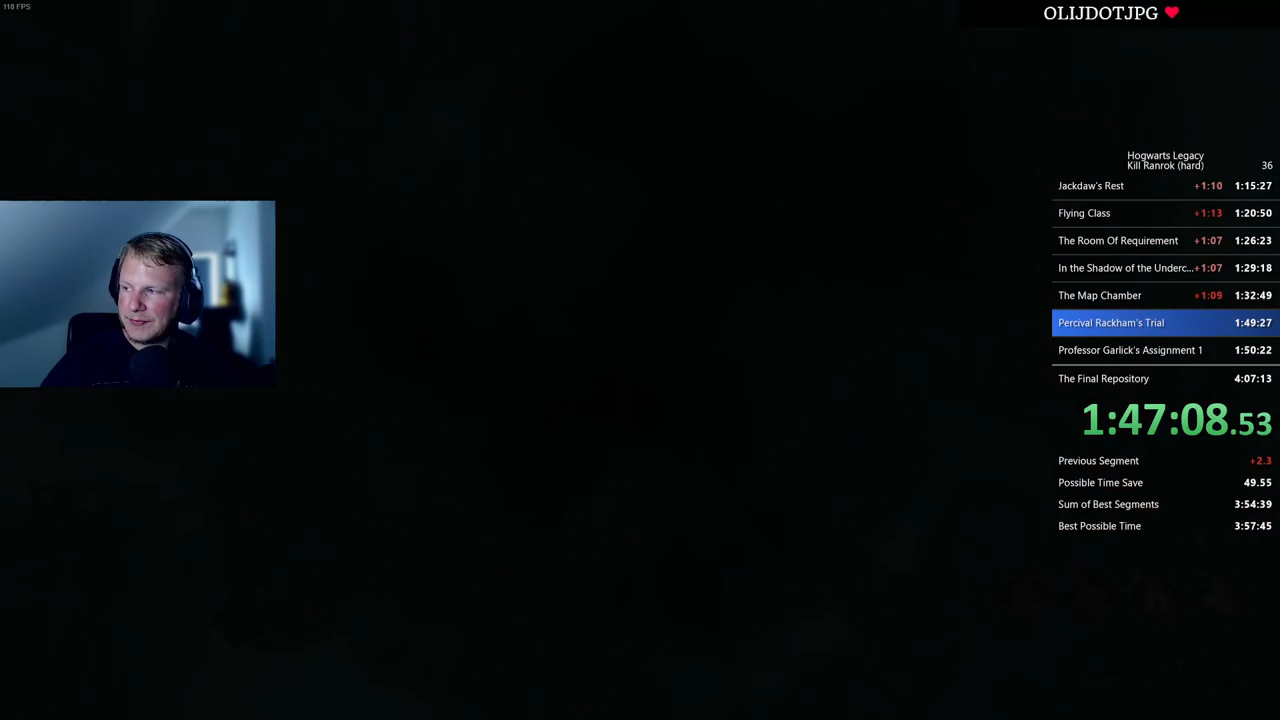 118 FPS
OLIJDOTJPG ❤
Hogwarts Legacy
Kill Ranrok (hard) 36
Jackdaw's Rest +1:10 1:15:27
Flying Class +1:13 1:20:50
The Room Of Requirement +1:07 1:26:23
In the Shadow of the Underc...+1:07 1:29:18
The Map Chamber +1:09 1:32:49
Percival Rackham's Trial 1:49:27
Professor Garlick's Assignment 1 1:50:22
The Final Repository 4:07:13
1:47:08.53
Previous Segment +2.3
Possible Time Save 49.55
Sum of Best Segments 3:54:39
Best Possible Time 3:57:45